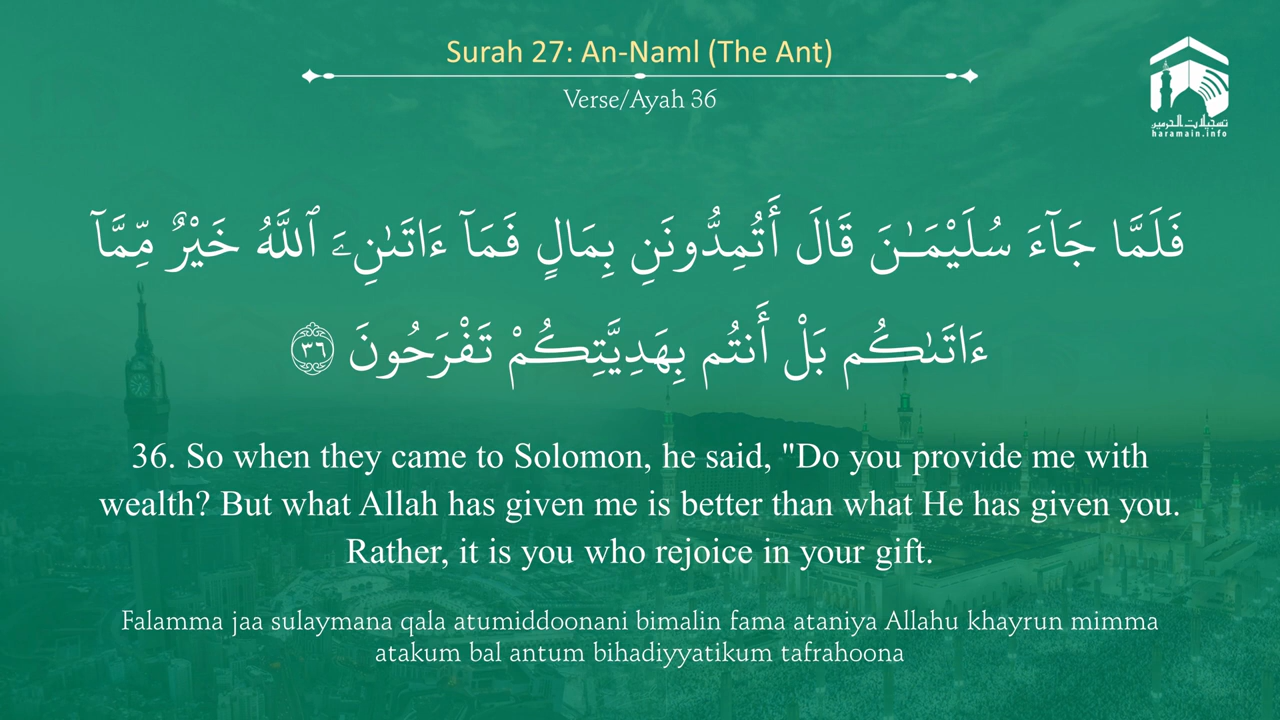 Surah 27: An-Naml (The Ant)
Verse/Ayah 36
تسجيلات الحرمين
haramain.info
فَلَمَّا جَآءَ سُلَيْمَـٰنَ قَالَ أَتُمِدُّونَنِ بِمَالٍ فَمَآ ءَاتَىٰنِۦَ ٱللَّهُ خَيْرٌ مِّمَّآ
ءَاتَىٰكُم بَلْ أَنتُم بِهَدِيَّتِكُمْ تَفْرَحُونَ ٣٦
36. So when they came to Solomon, he said, "Do you provide me with
wealth? But what Allah has given me is better than what He has given you.
Rather, it is you who rejoice in your gift.
Falamma jaa sulaymana qala atumiddoonani bimalin fama ataniya Allahu khayrun mimma
atakum bal antum bihadiyyatikum tafrahoona